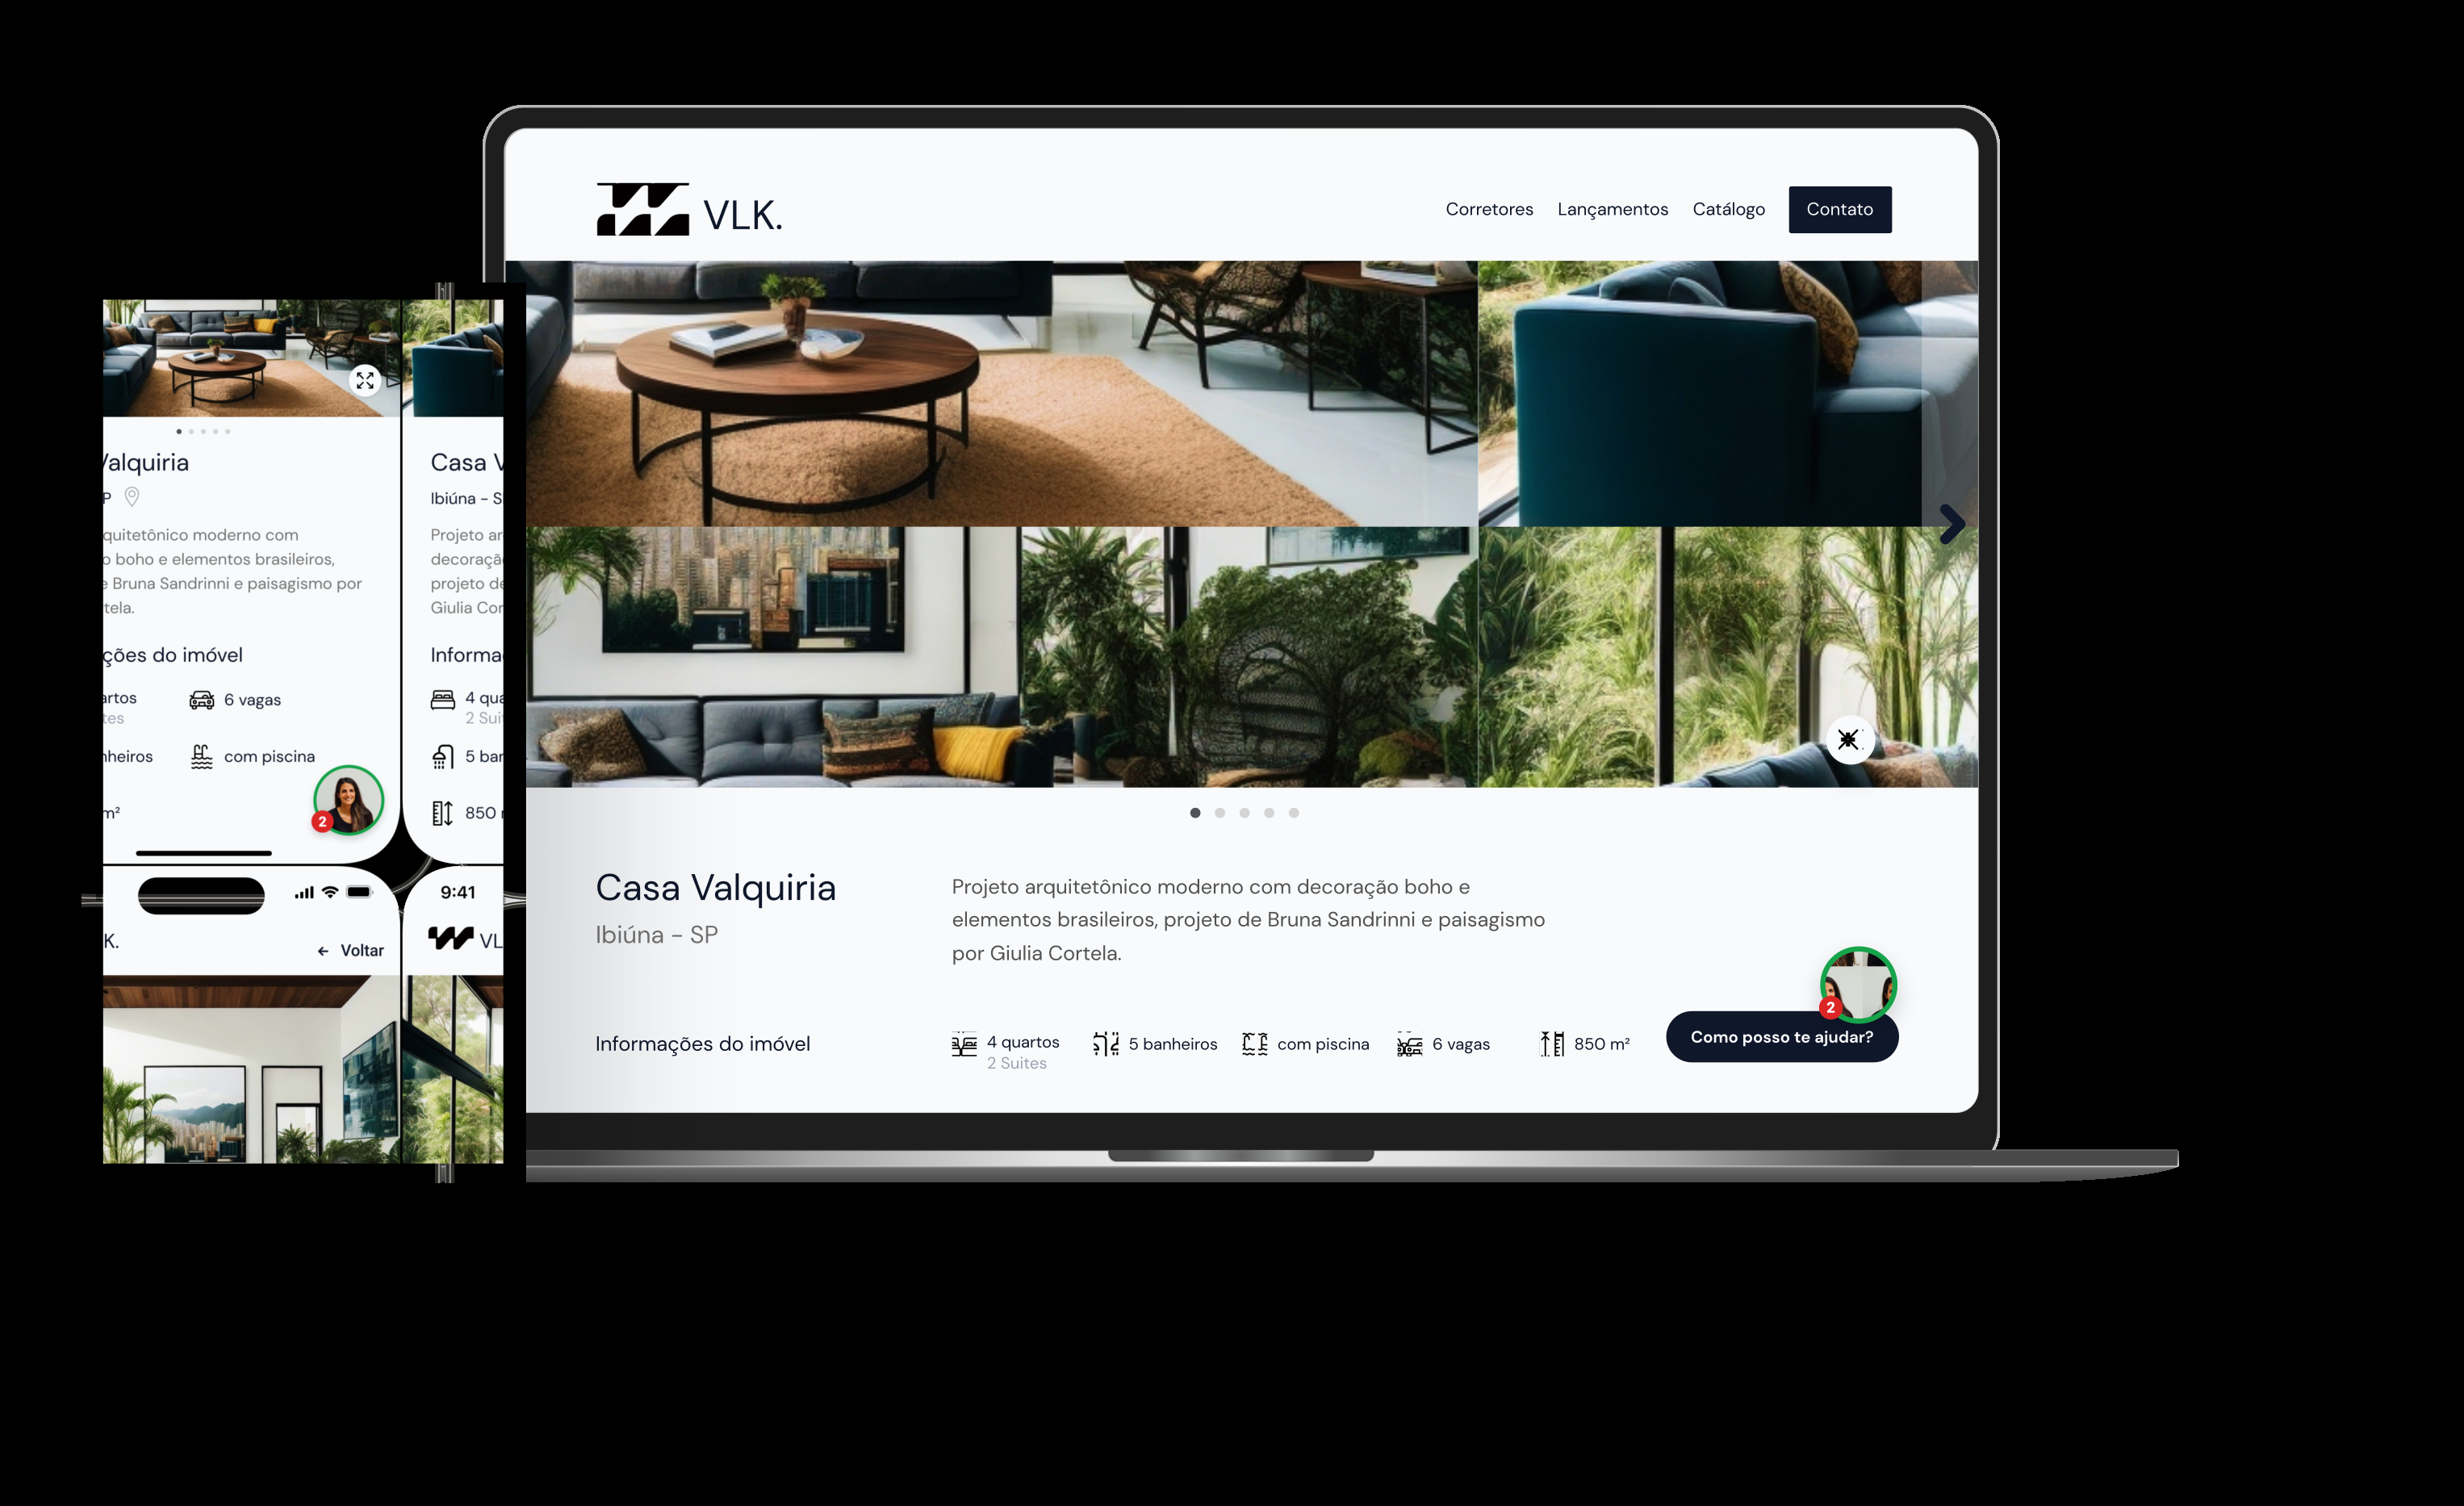 VLK.
Corretores Lançamentos Catálogo Contato
Casa Valquiria
Ibiúna - SP
Projeto arquitetônico moderno com decoração boho e
elementos brasileiros, projeto de Bruna Sandrinni e paisagismo
por Giulia Cortela.
2
Como posso te ajudar?
Informações do imóvel
4 quartos
2 Suites
5 banheiros
com piscina
6 vagas
850 m²
Valquiria
P
quitetônico moderno com
o boho e elementos brasileiros,
e Bruna Sandrinni e paisagismo por
tela.
ções do imóvel
artos
tes
6 vagas
nheiros
com piscina
m²
2
Casa V
Ibiúna - S
Projeto ar
decoraçã
projeto de
Giulia Cor
Informa
4 qua
2 Sui
5 ban
850
K.
← Voltar
9:41
VL